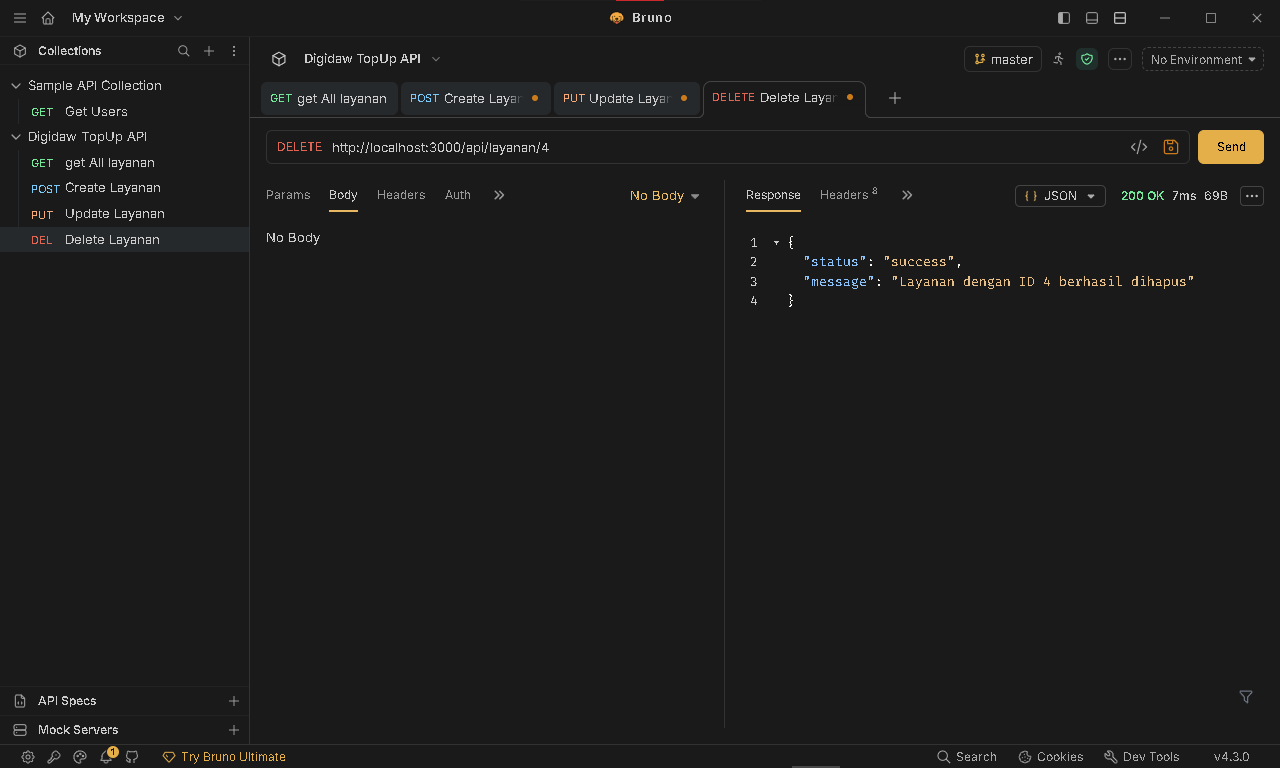 My Workspace
Bruno
Collections
Sample API Collection
GET Get Users
Digidaw TopUp API
GET get All layanan
POST Create Layanan
PUT Update Layanan
DEL Delete Layanan
API Specs
Mock Servers
Digidaw TopUp API
master
No Environment
GET get All layanan
POST Create Layan
PUT Update Layan
DELETE Delete Layan
DELETE http://localhost:3000/api/layanan/4
Send
Params Body Headers Auth
No Body
No Body
Response Headers 8
{ } JSON
200 OK 7ms 69B
1 {
2 "status": "success",
3 "message": "Layanan dengan ID 4 berhasil dihapus"
4 }
1
Try Bruno Ultimate
Search Cookies Dev Tools v4.3.0